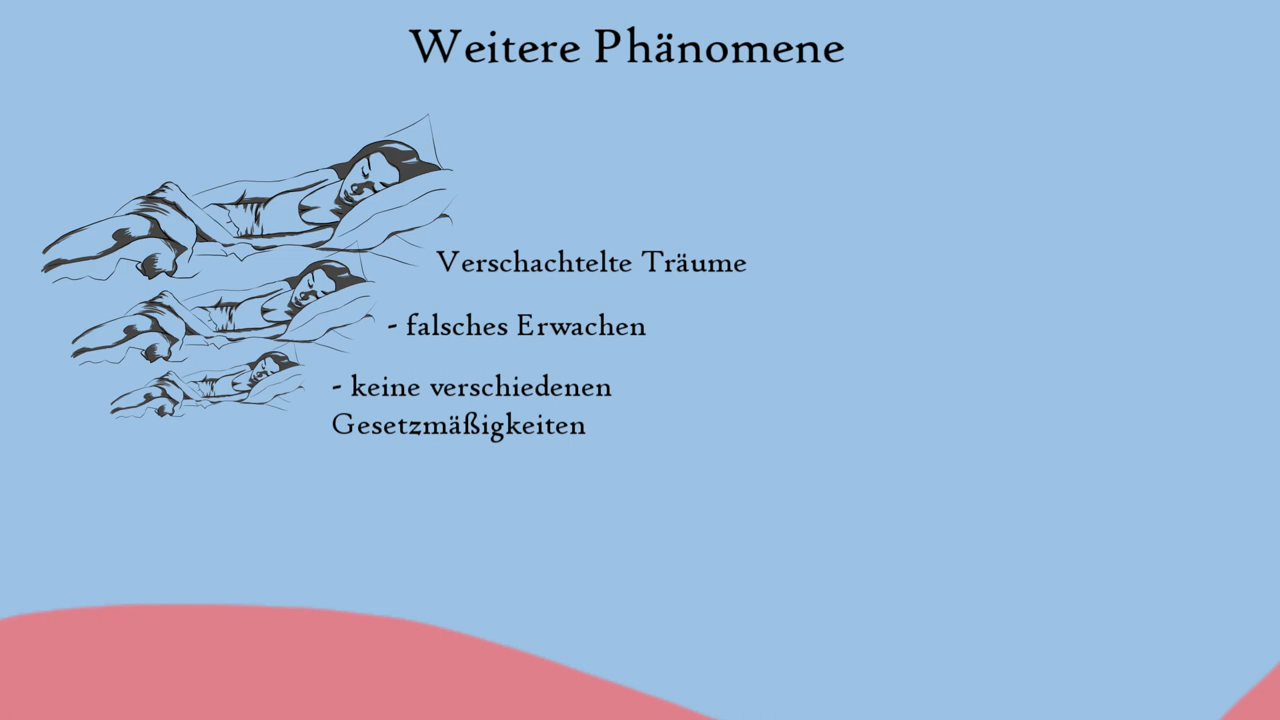 Weitere Phänomene
Verschachtelte Träume
- falsches Erwachen
- keine verschiedenen
Gesetzmäßigkeiten